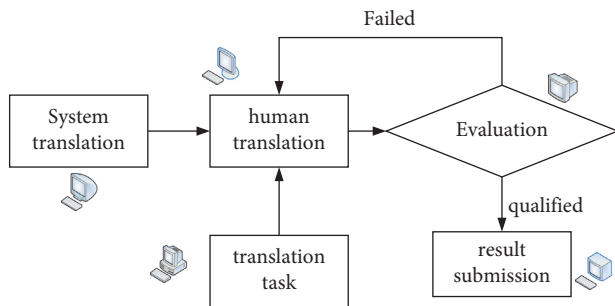 Failed
System
translation
human
translation
Evaluation
qualified
translation
task
result
submission